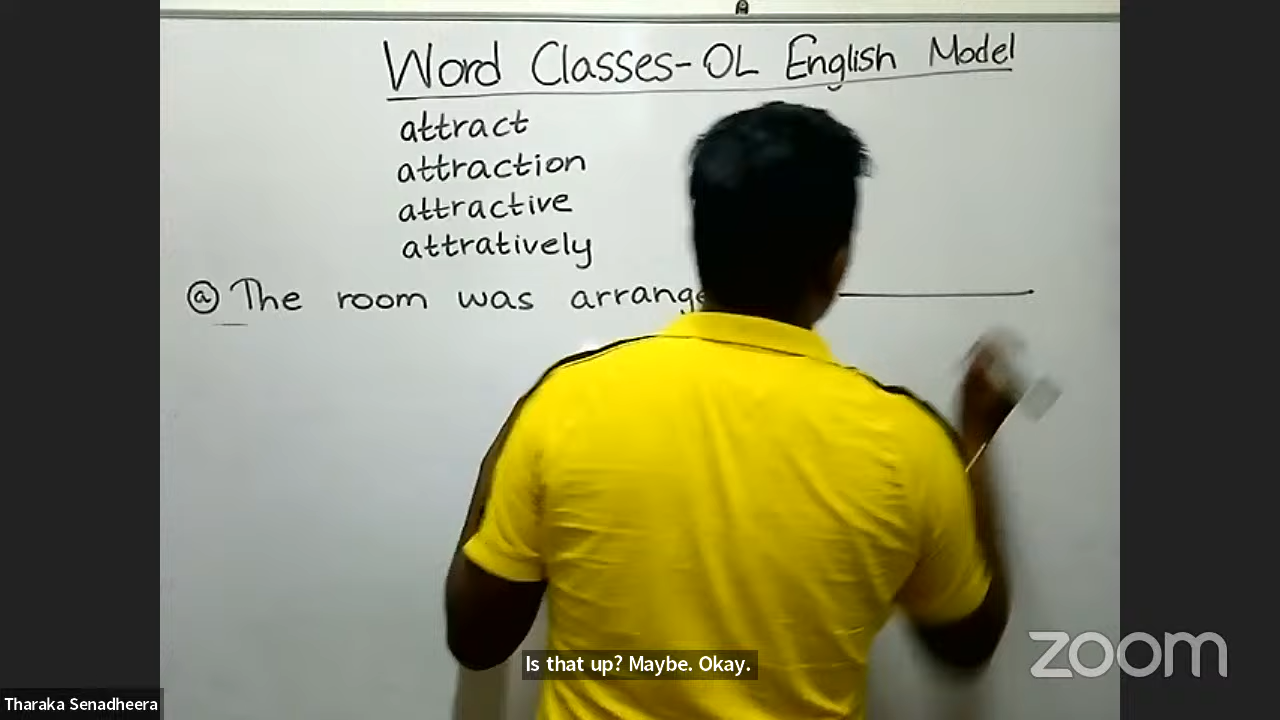 Word Classes- OL English Model
attract
attraction
attractive
attratively
ⓐ The room was
Is that up? Maybe. Okay.
zoom
Tharaka Senadheera